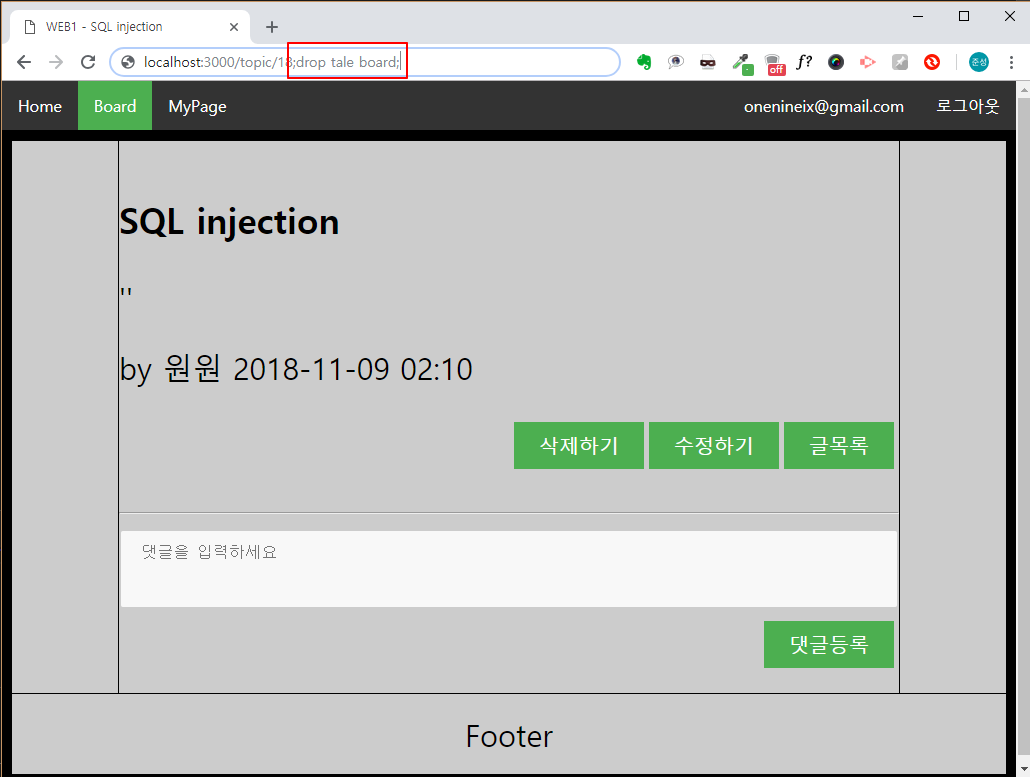 WEB1 - SQL injection
localhost:3000/topic/18;drop tale board;
off
f?
준성
Home Board MyPage onenineix@gmail.com 로그아웃
SQL injection
''
by 원원 2018-11-09 02:10
삭제하기 수정하기 글목록
댓글을 입력하세요
댓글등록
Footer